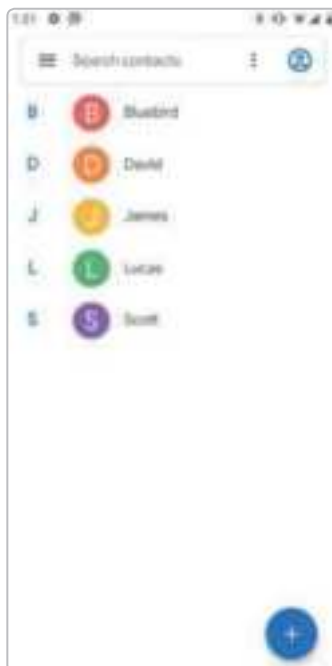 Search contacts
B B Bluebird
D D David
J J James
L L Lucas
S S Scott
+